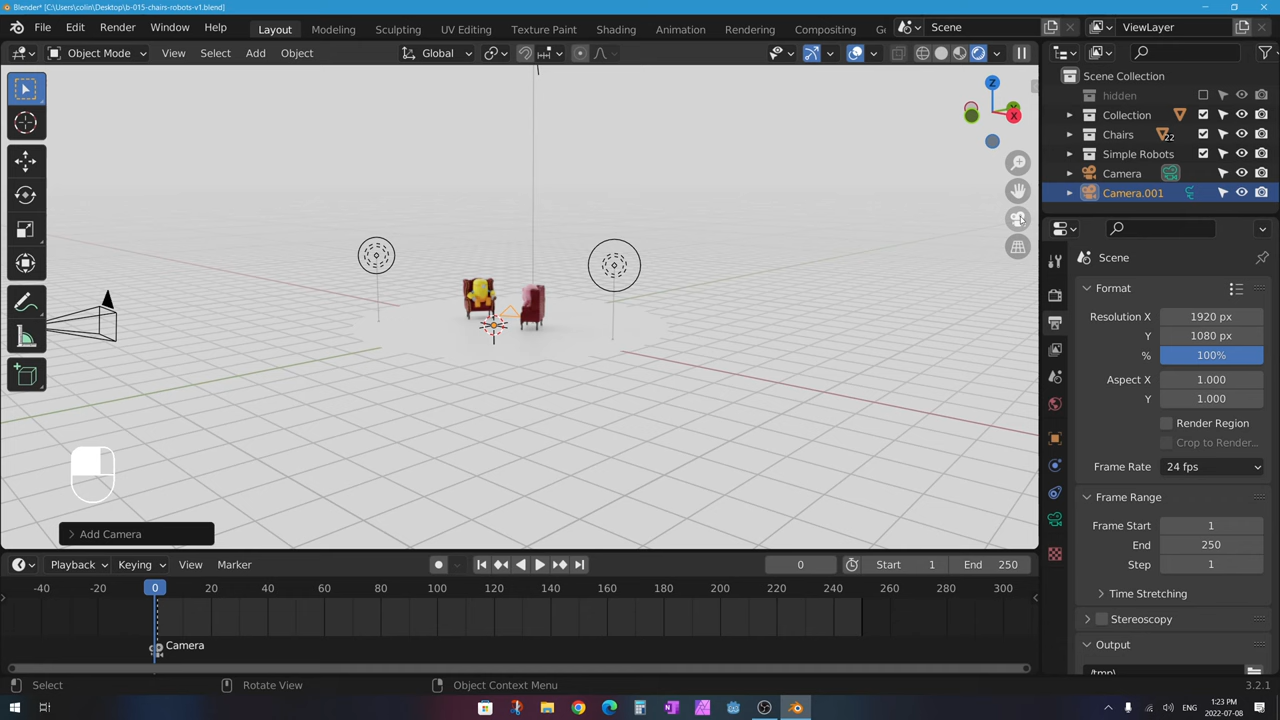 Blender* [C:\Users\colin\Desktop\b-015-chairs-robots-v1.blend]
File Edit Render Window Help Layout Modeling Sculpting UV Editing Texture Paint Shading Animation Rendering Compositing Scene ViewLayer
Object Mode View Select Add Object Global
Z
X
Scene Collection
hidden
Collection
Chairs 22
Simple Robots
Camera
Camera.001
Scene
Format
Resolution X 1920 px
Y 1080 px
% 100%
Aspect X 1.000
Y 1.000
Render Region
Crop to Render...
Frame Rate 24 fps
Frame Range
Frame Start 1
End 250
Step 1
Time Stretching
Stereoscopy
Output
/tmp\
Add Camera
Playback Keying View Marker 0 Start 1 End 250
-40 -20 0 20 40 60 80 100 120 140 160 180 200 220 240 260 280 300
Camera
Select Rotate View Object Context Menu 3.2.1
ENG 1:23 PM 2022-07-08